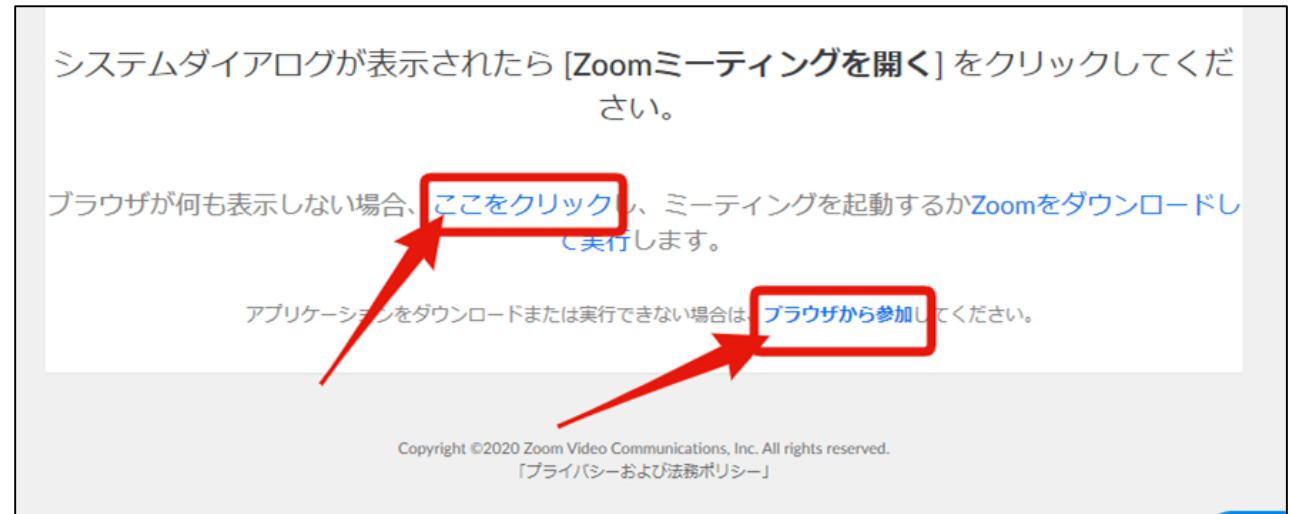 システムダイアログが表示されたら [Zoomミーティングを開く] をクリックしてくだ
さい。
ブラウザが何も表示しない場合、ここをクリックし、ミーティングを起動するかZoomをダウンロードし
て実行します。
アプリケーションをダウンロードまたは実行できない場合は、ブラウザから参加してください。
Copyright ©2020 Zoom Video Communications, Inc. All rights reserved.
「プライバシーおよび法務ポリシー」